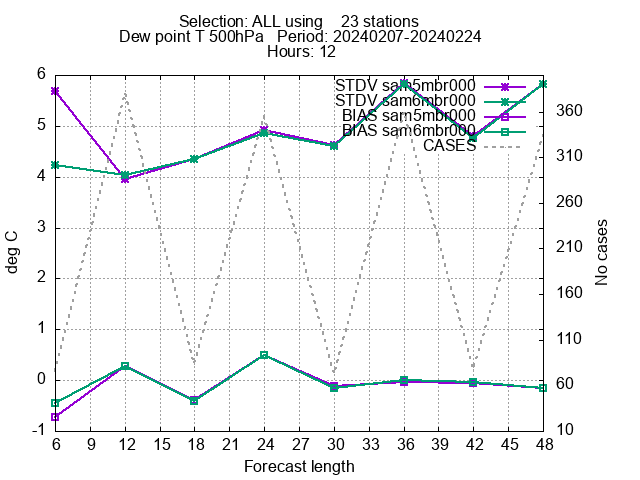 Selection: ALL using 23 stations
Dew point T 500hPa Period: 20240207-20240224
Hours: 12
STDV sam5mbr000
STDV sam6mbr000
BIAS sam5mbr000
BIAS sam6mbr000
CASES
deg C
6
5
4
3
2
1
0
-1
No cases
360
310
260
210
160
110
60
10
6 9 12 15 18 21 24 27 30 33 36 39 42 45 48
Forecast length